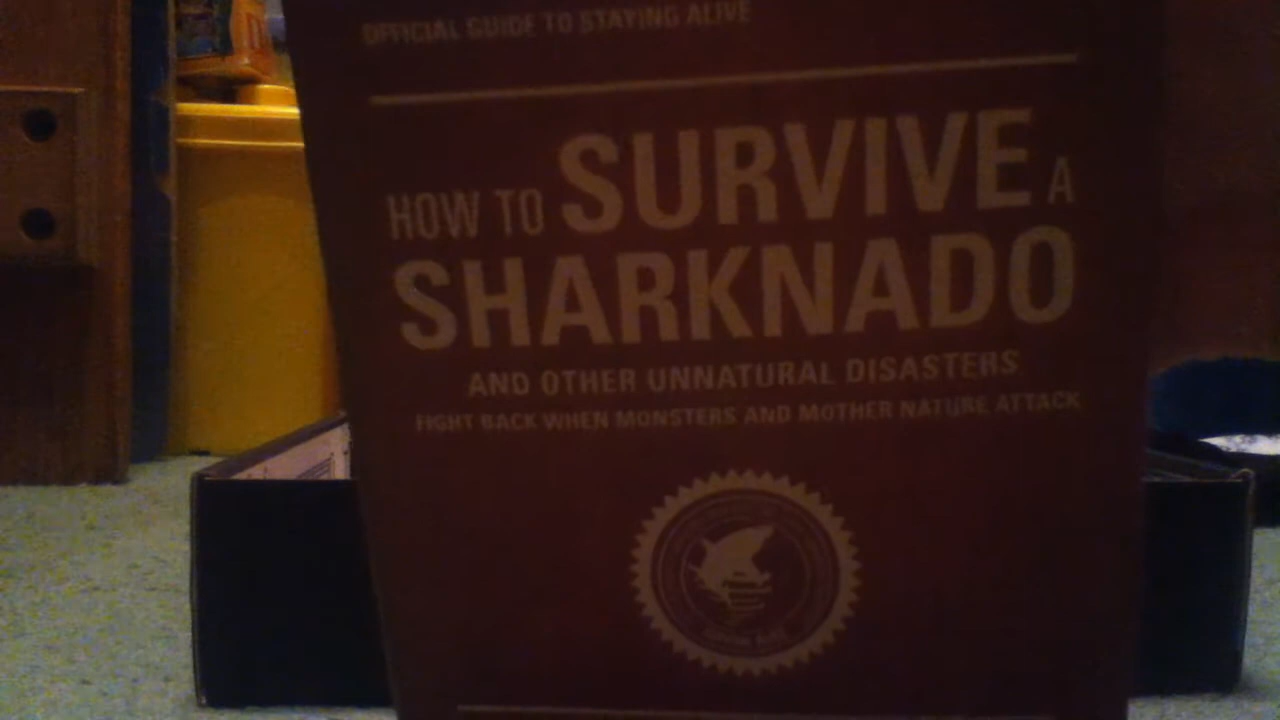 OFFICIAL GUIDE TO STAYING ALIVE
HOW TO SURVIVE A
SHARKNADO
AND OTHER UNNATURAL DISASTERS
FIGHT BACK WHEN MONSTERS AND MOTHER NATURE ATTACK